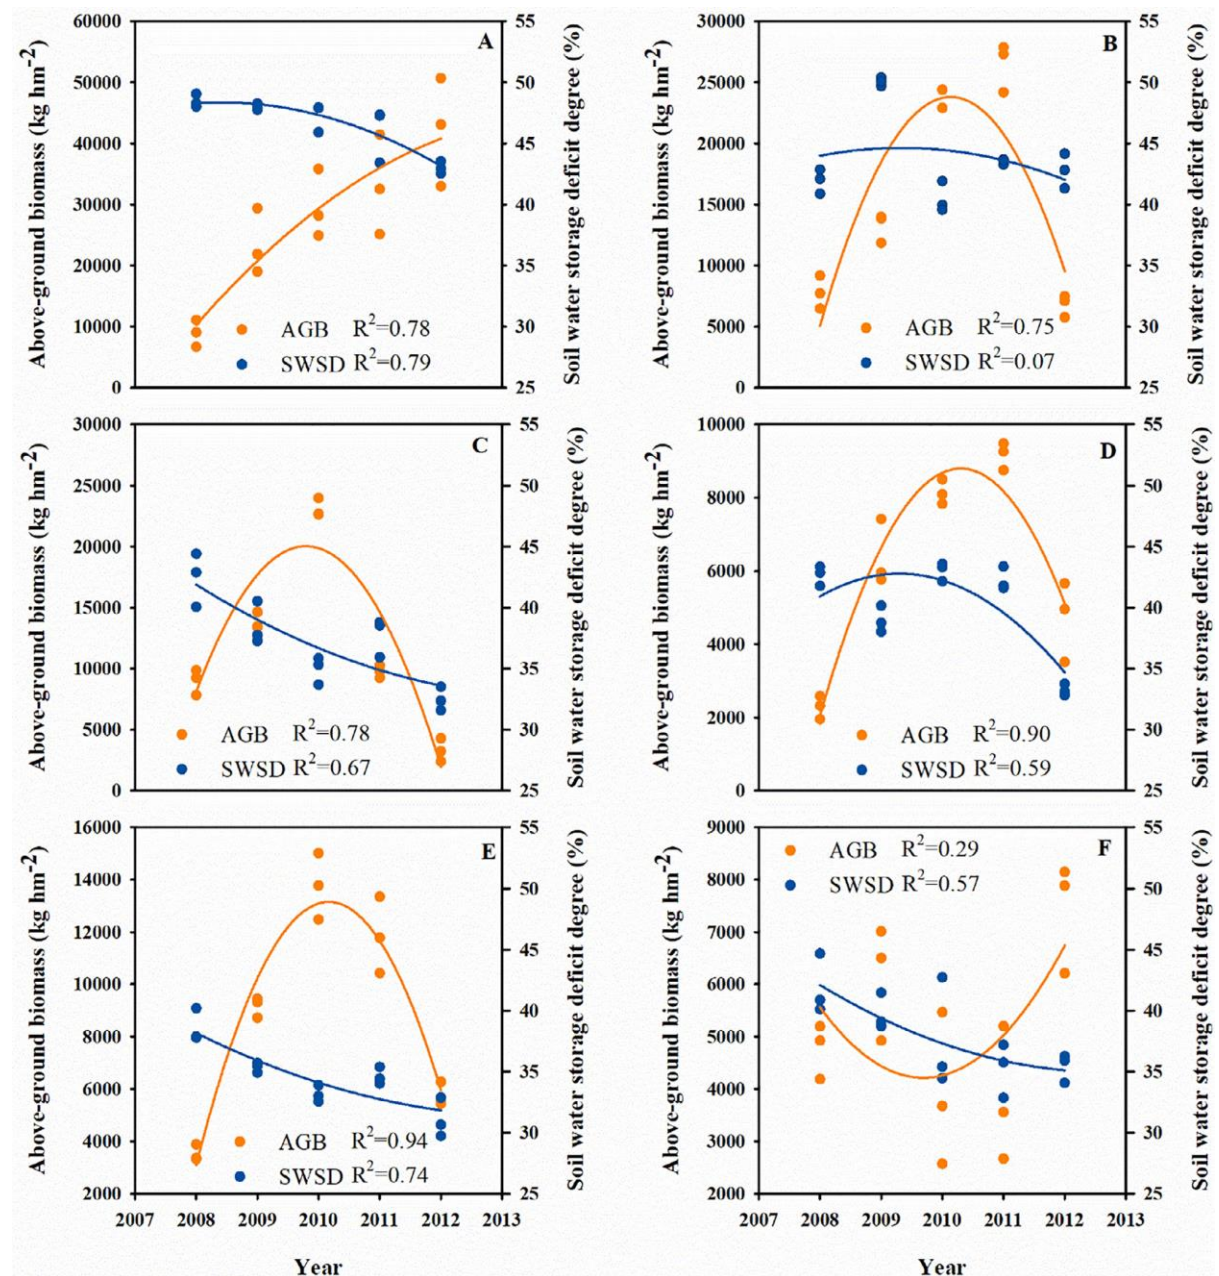 Above-ground biomass (kg hm⁻²)
60000
50000
40000
30000
20000
10000
0
A
AGB R²=0.78
SWSD R²=0.79
55
50
45
40
35
30
25
Soil water storage deficit degree (%)
Above-ground biomass (kg hm⁻²)
30000
25000
20000
15000
10000
5000
0
B
AGB R²=0.75
SWSD R²=0.07
55
50
45
40
35
30
25
Soil water storage deficit degree (%)
Above-ground biomass (kg hm⁻²)
30000
25000
20000
15000
10000
5000
0
C
AGB R²=0.78
SWSD R²=0.67
55
50
45
40
35
30
25
Soil water storage deficit degree (%)
Above-ground biomass (kg hm⁻²)
10000
8000
6000
4000
2000
0
D
AGB R²=0.90
SWSD R²=0.59
55
50
45
40
35
30
25
Soil water storage deficit degree (%)
Above-ground biomass (kg hm⁻²)
16000
14000
12000
10000
8000
6000
4000
2000
E
AGB R²=0.94
SWSD R²=0.74
55
50
45
40
35
30
25
Soil water storage deficit degree (%)
2007 2008 2009 2010 2011 2012 2013
Year
Above-ground biomass (kg hm⁻²)
9000
8000
7000
6000
5000
4000
3000
2000
AGB R²=0.29
SWSD R²=0.57
F
55
50
45
40
35
30
25
Soil water storage deficit degree (%)
2007 2008 2009 2010 2011 2012 2013
Year